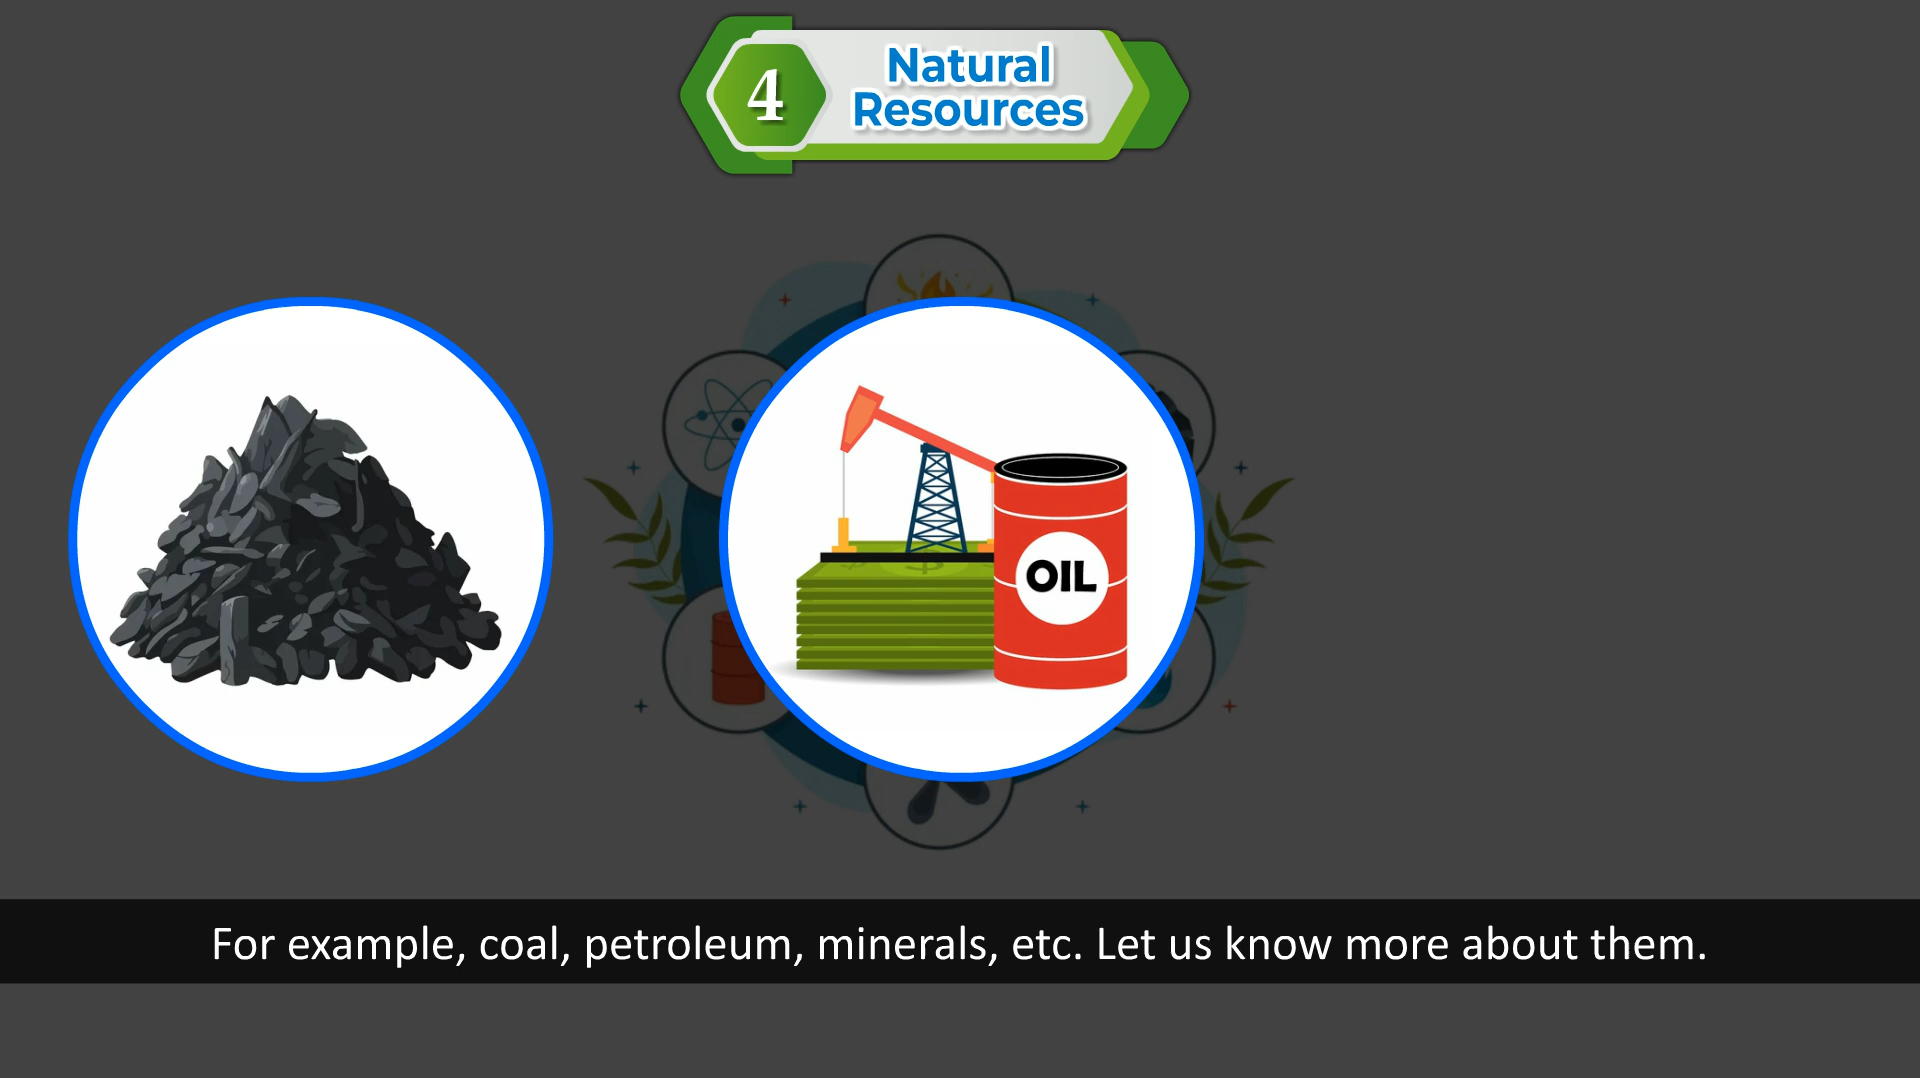 4
Natural
Resources
OIL
For example, coal, petroleum, minerals, etc. Let us know more about them.